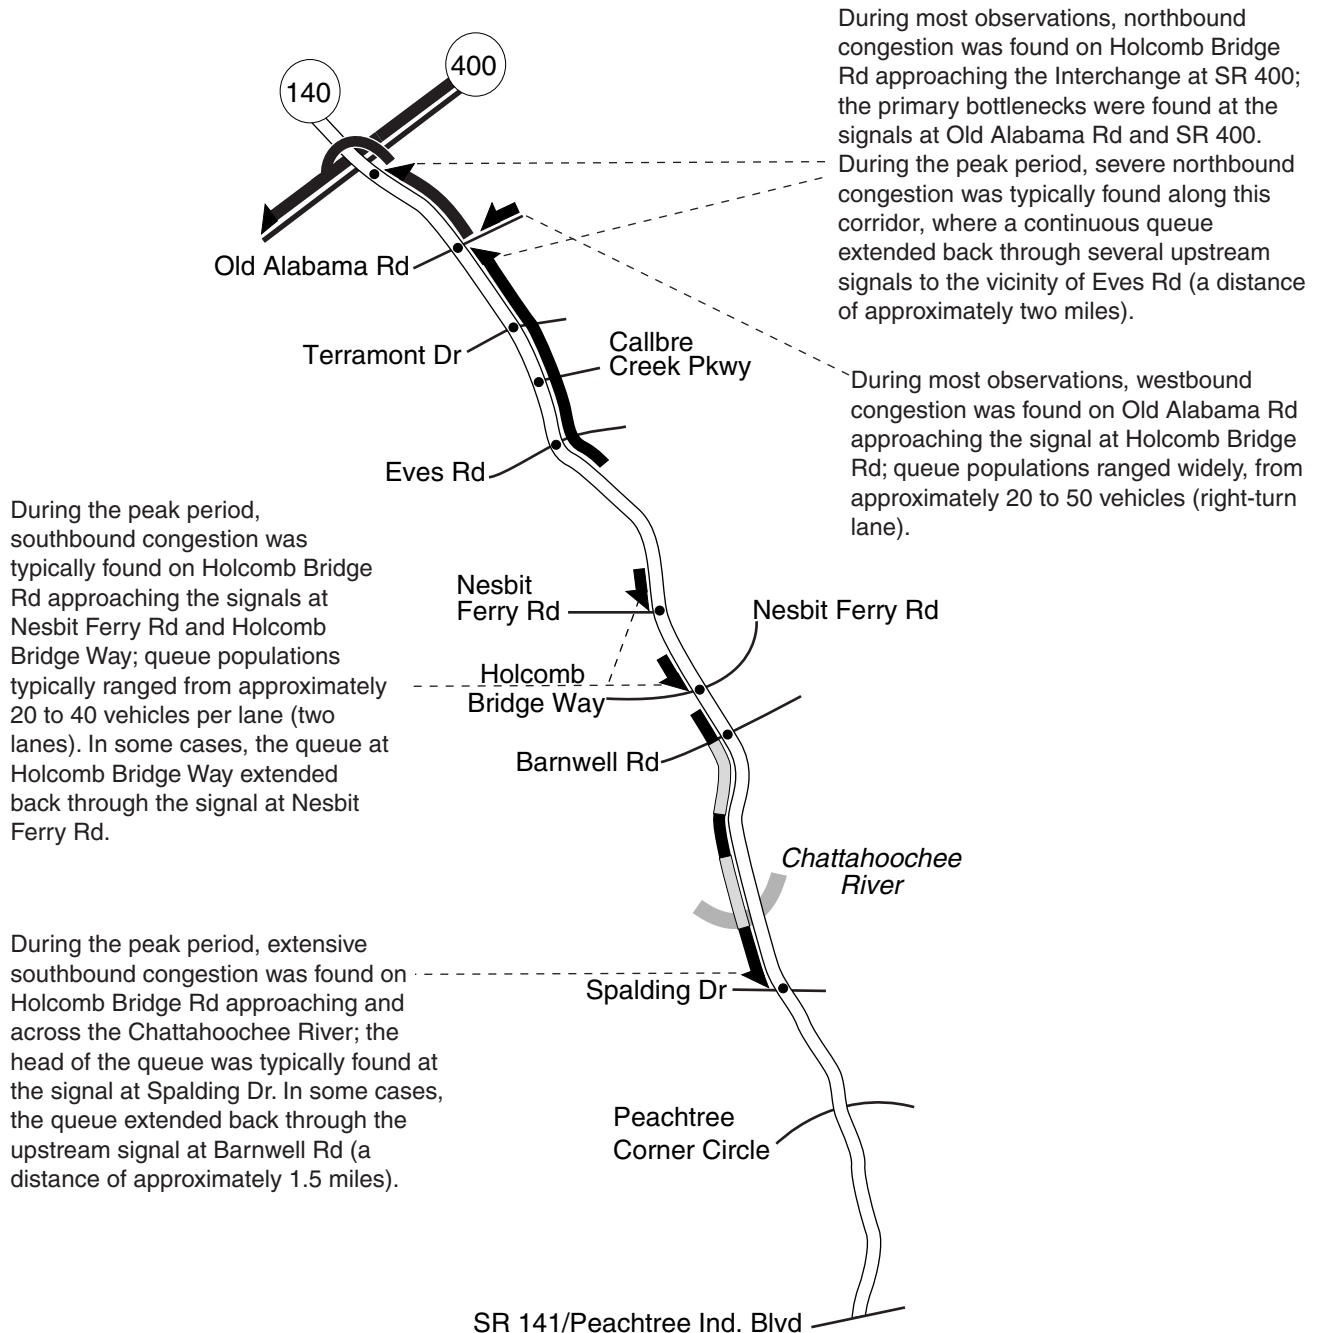 During most observations, northbound
congestion was found on Holcomb Bridge
Rd approaching the Interchange at SR 400;
the primary bottlenecks were found at the
signals at Old Alabama Rd and SR 400.
During the peak period, severe northbound
congestion was typically found along this
corridor, where a continuous queue
extended back through several upstream
signals to the vicinity of Eves Rd (a distance
of approximately two miles).
400
140
Old Alabama Rd
Terramont Dr
Callbre
Creek Pkwy
Eves Rd
During most observations, westbound
congestion was found on Old Alabama Rd
approaching the signal at Holcomb Bridge
Rd; queue populations ranged widely, from
approximately 20 to 50 vehicles (right-turn
lane).
During the peak period,
southbound congestion was
typically found on Holcomb Bridge
Rd approaching the signals at
Nesbit Ferry Rd and Holcomb
Bridge Way; queue populations
typically ranged from approximately
20 to 40 vehicles per lane (two
lanes). In some cases, the queue at
Holcomb Bridge Way extended
back through the signal at Nesbit
Ferry Rd.
Nesbit
Ferry Rd
Nesbit Ferry Rd
Holcomb
Bridge Way
Barnwell Rd
Chattahoochee
River
During the peak period, extensive
southbound congestion was found on
Holcomb Bridge Rd approaching and
across the Chattahoochee River; the
head of the queue was typically found at
the signal at Spalding Dr. In some cases,
the queue extended back through the
upstream signal at Barnwell Rd (a
distance of approximately 1.5 miles).
Spalding Dr
Peachtree
Corner Circle
SR 141/Peachtree Ind. Blvd